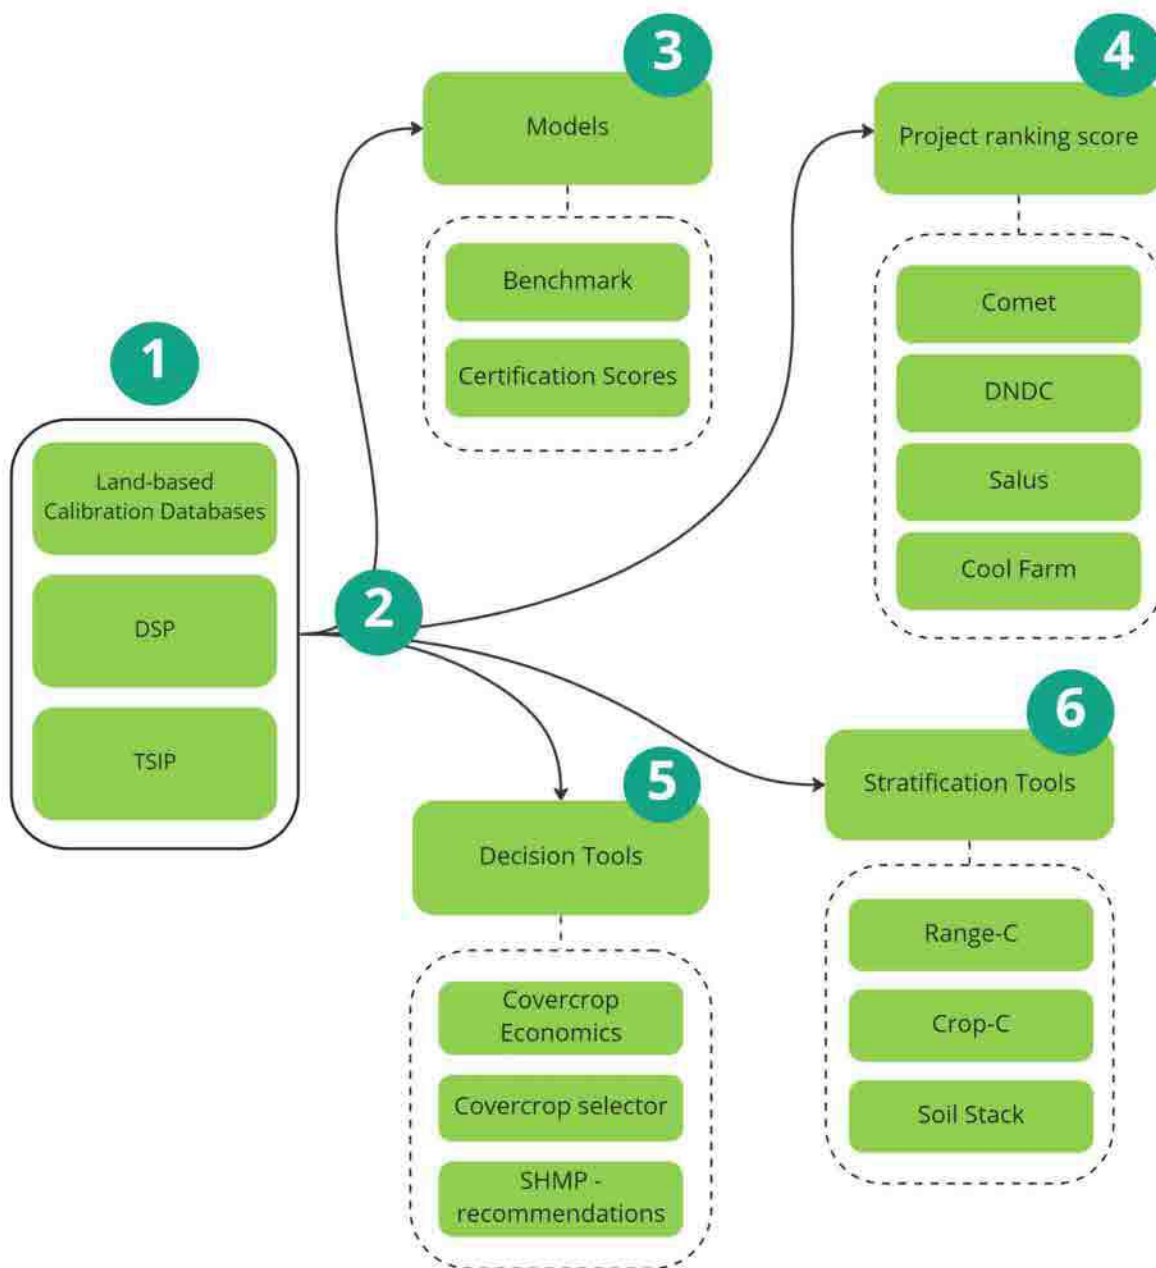 1
Land-based
Calibration Databases
DSP
TSIP
2
3
Models
Benchmark
Certification Scores
4
Project ranking score
Comet
DNDC
Salus
Cool Farm
5
Decision Tools
Covercrop
Economics
Covercrop selector
SHMP -
recommendations
6
Stratification Tools
Range-C
Crop-C
Soil Stack